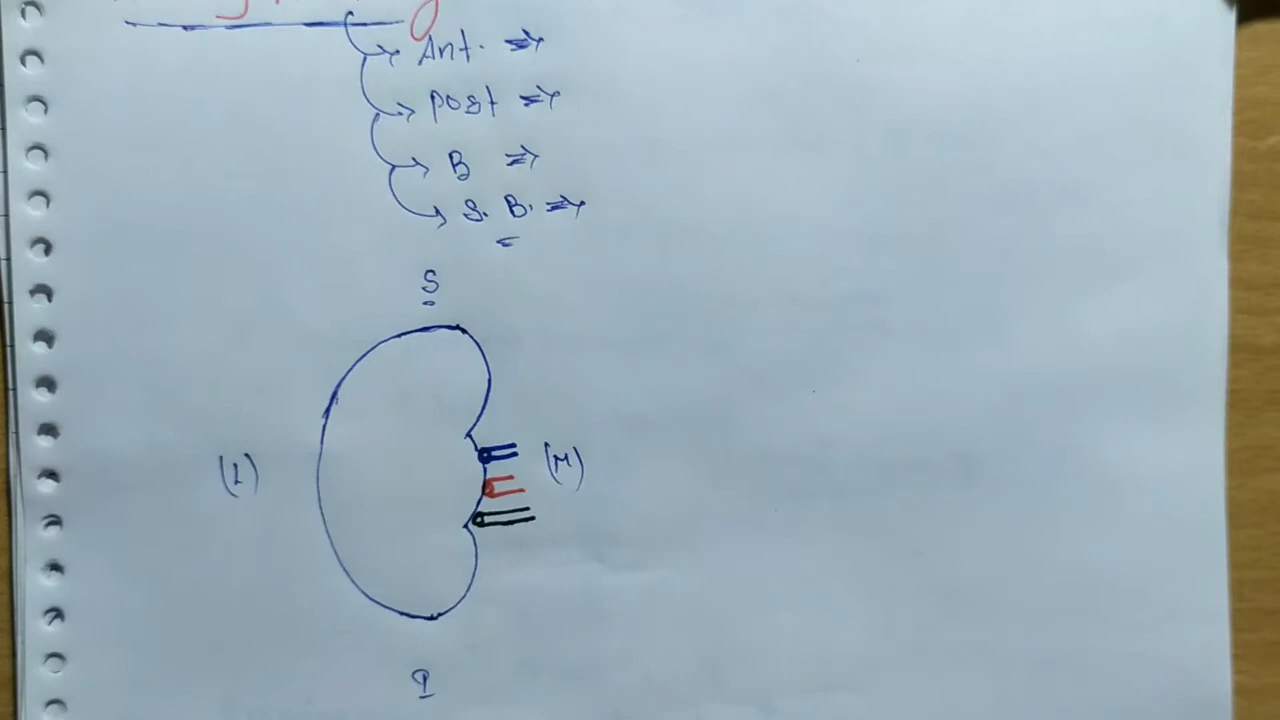 Ant. ⇒
Post ⇒
B ⇒
S. B. ⇒
S
(L) (M)
I